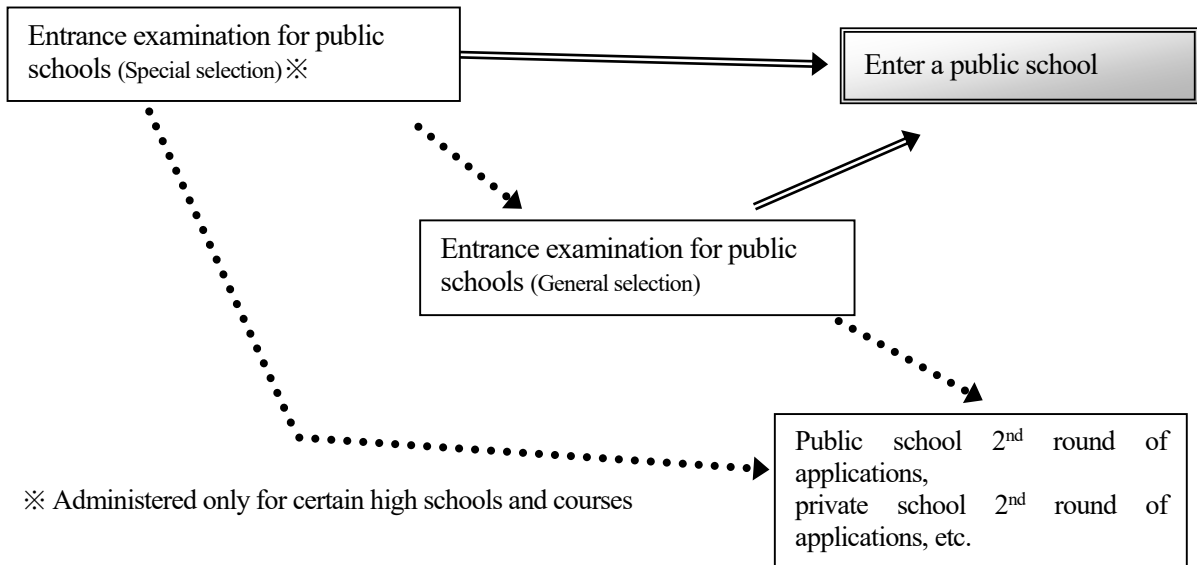 Entrance examination for public
schools (Special selection)※
Enter a public school
Entrance examination for public
schools (General selection)
Public school 2nd round of
applications,
private school 2nd round of
applications, etc.
※ Administered only for certain high schools and courses